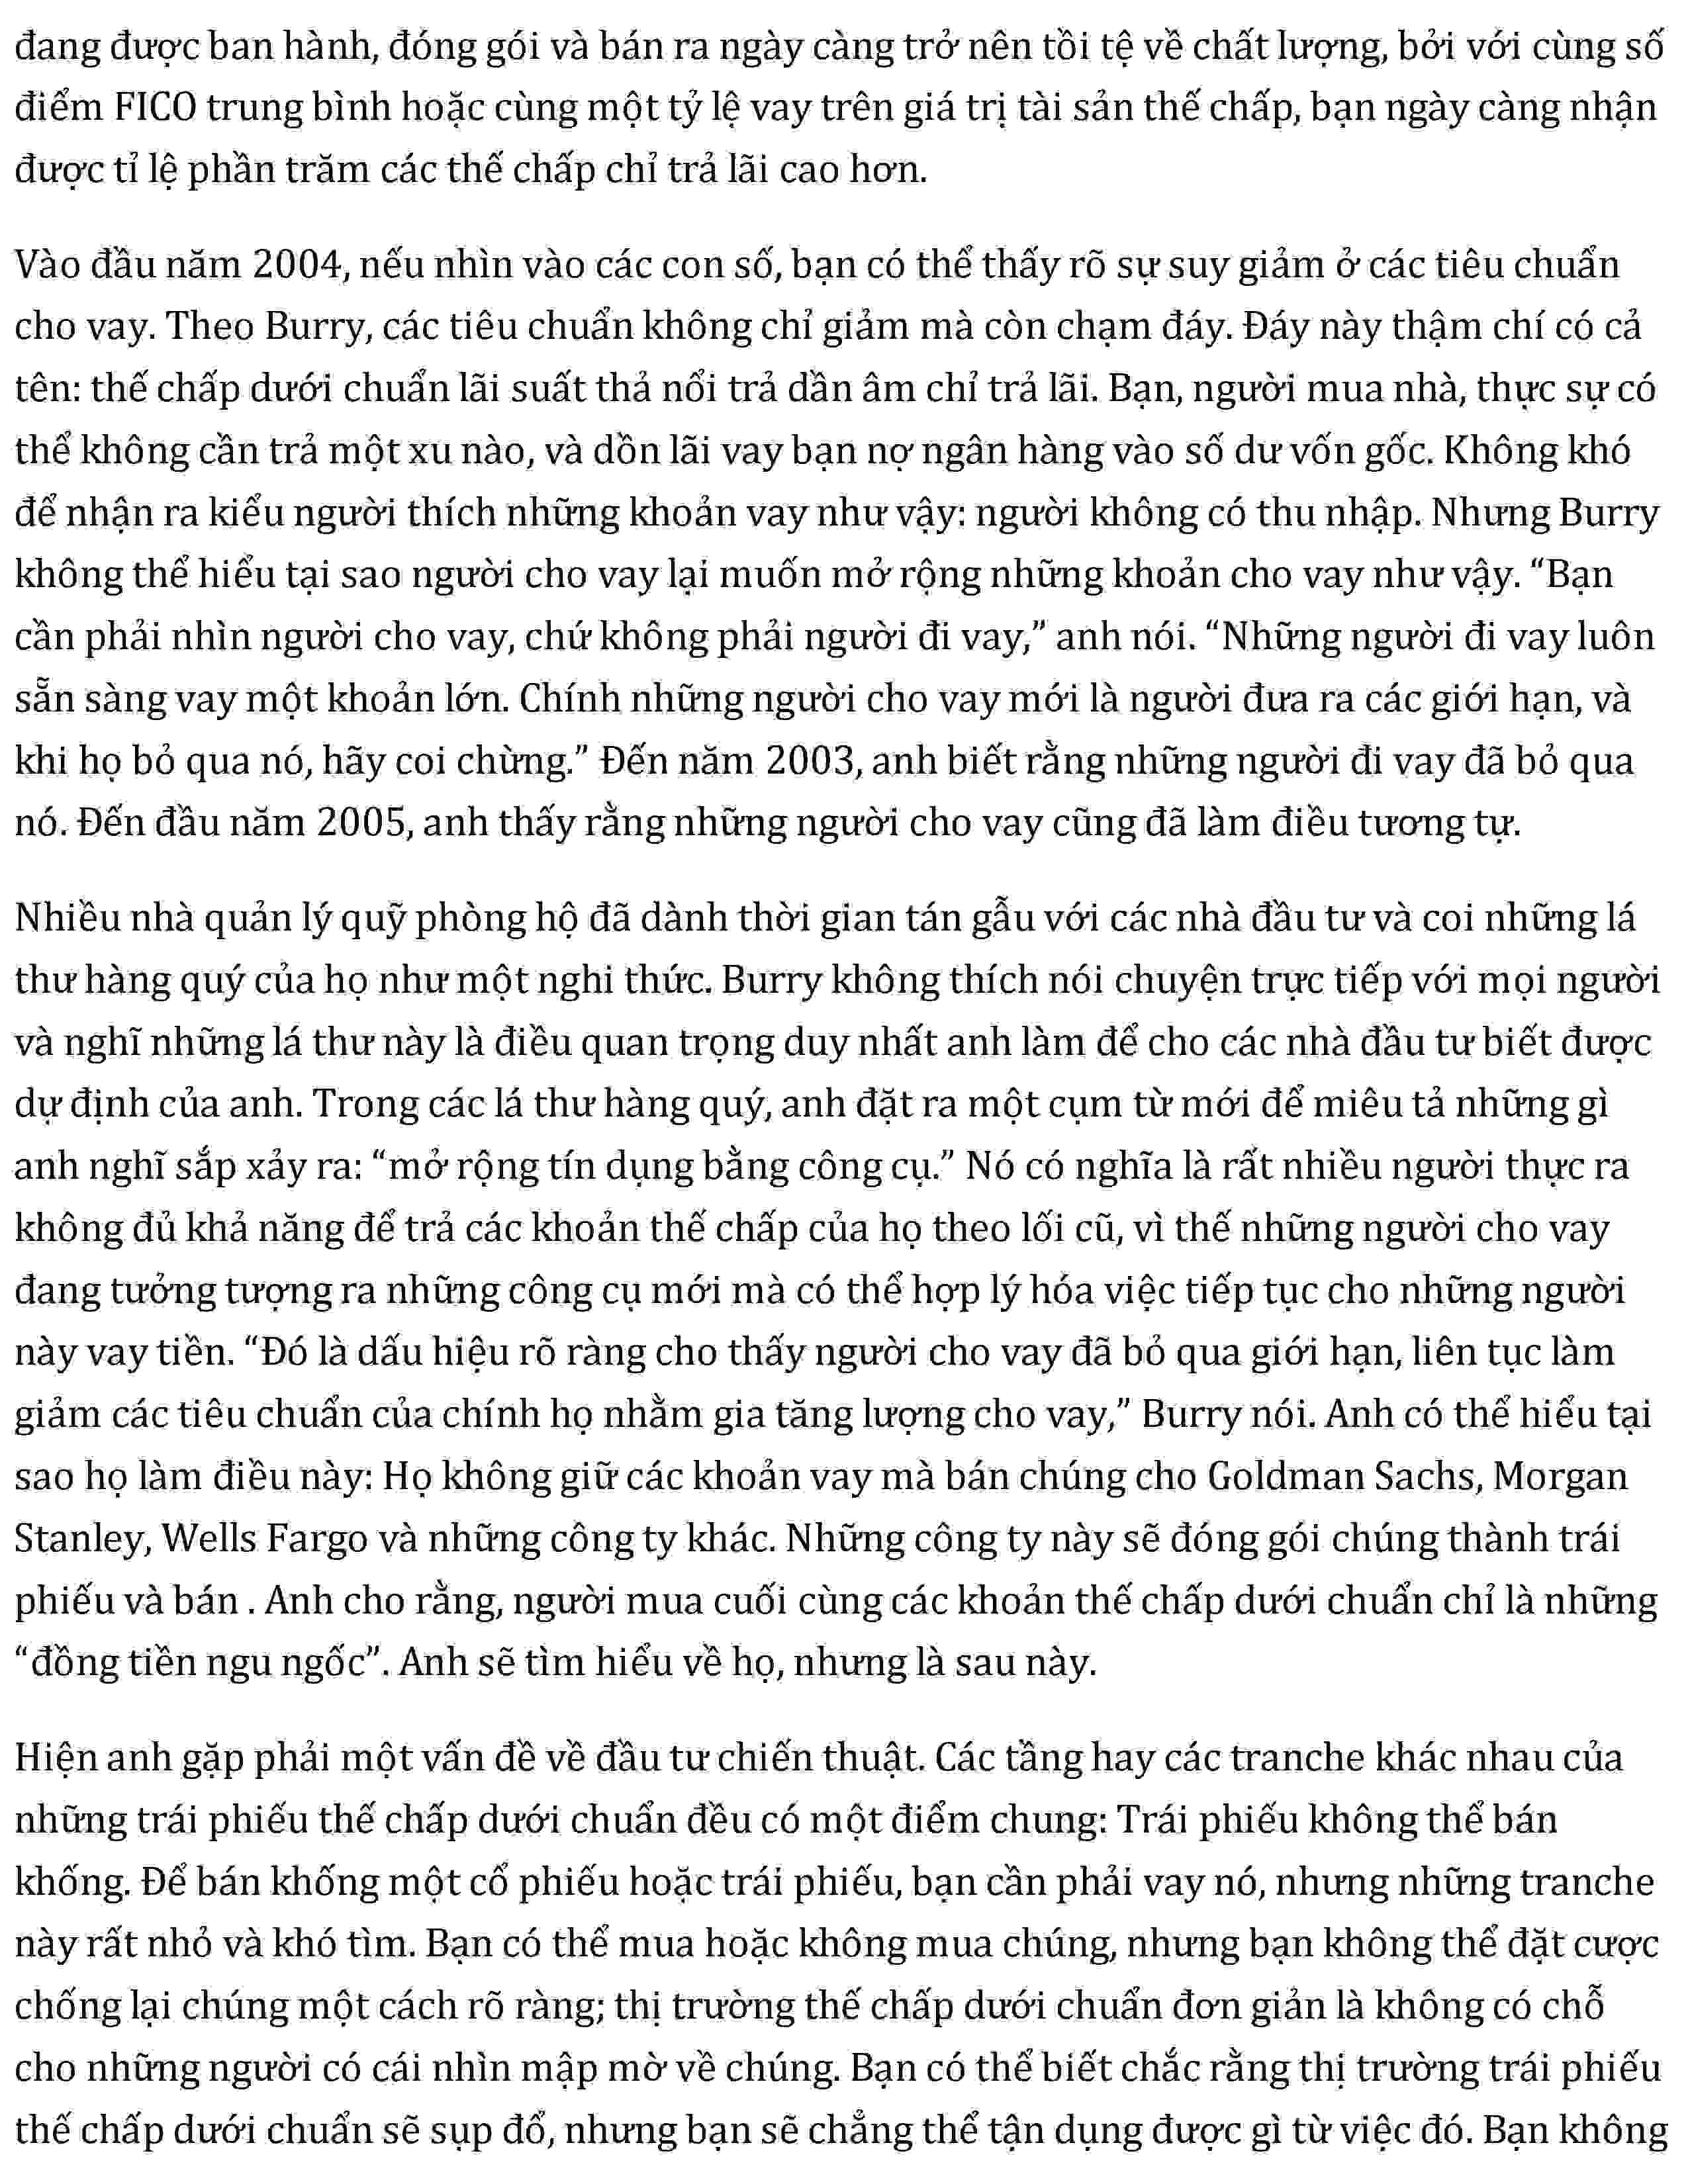 đang được ban hành, đóng gói và bán ra ngày càng trở nên tồi tệ về chất lượng, bởi với cùng số
điểm FICO trung bình hoặc cùng một tỷ lệ vay trên giá trị tài sản thế chấp, bạn ngày càng nhận
được tỉ lệ phần trăm các thế chấp chỉ trả lãi cao hơn.
Vào đầu năm 2004, nếu nhìn vào các con số, bạn có thể thấy rõ sự suy giảm ở các tiêu chuẩn
cho vay. Theo Burry, các tiêu chuẩn không chỉ giảm mà còn chạm đáy. Đáy này thậm chí có cả
tên: thế chấp dưới chuẩn lãi suất thả nổi trả dần âm chỉ trả lãi. Bạn, người mua nhà, thực sự có
thể không cần trả một xu nào, và dồn lãi vay bạn nợ ngân hàng vào số dư vốn gốc. Không khó
để nhận ra kiểu người thích những khoản vay như vậy: người không có thu nhập. Nhưng Burry
không thể hiểu tại sao người cho vay lại muốn mở rộng những khoản cho vay như vậy. “Bạn
cần phải nhìn người cho vay, chứ không phải người đi vay,” anh nói. “Những người đi vay luôn
sẵn sàng vay một khoản lớn. Chính những người cho vay mới là người đưa ra các giới hạn, và
khi họ bỏ qua nó, hãy coi chừng.” Đến năm 2003, anh biết rằng những người đi vay đã bỏ qua
nó. Đến đầu năm 2005, anh thấy rằng những người cho vay cũng đã làm điều tương tự.
Nhiều nhà quản lý quỹ phòng hộ đã dành thời gian tán gẫu với các nhà đầu tư và coi những lá
thư hàng quý của họ như một nghi thức. Burry không thích nói chuyện trực tiếp với mọi người
và nghĩ những lá thư này là điều quan trọng duy nhất anh làm để cho các nhà đầu tư biết được
dự định của anh. Trong các lá thư hàng quý, anh đặt ra một cụm từ mới để miêu tả những gì
anh nghĩ sắp xảy ra: “mở rộng tín dụng bằng công cụ.” Nó có nghĩa là rất nhiều người thực ra
không đủ khả năng để trả các khoản thế chấp của họ theo lối cũ, vì thế những người cho vay
đang tưởng tượng ra những công cụ mới mà có thể hợp lý hóa việc tiếp tục cho những người
này vay tiền. “Đó là dấu hiệu rõ ràng cho thấy người cho vay đã bỏ qua giới hạn, liên tục làm
giảm các tiêu chuẩn của chính họ nhằm gia tăng lượng cho vay,” Burry nói. Anh có thể hiểu tại
sao họ làm điều này: Họ không giữ các khoản vay mà bán chúng cho Goldman Sachs, Morgan
Stanley, Wells Fargo và những công ty khác. Những công ty này sẽ đóng gói chúng thành trái
phiếu và bán . Anh cho rằng, người mua cuối cùng các khoản thế chấp dưới chuẩn chỉ là những
“đồng tiền ngu ngốc”. Anh sẽ tìm hiểu về họ, nhưng là sau này.
Hiện anh gặp phải một vấn đề về đầu tư chiến thuật. Các tầng hay các tranche khác nhau của
những trái phiếu thế chấp dưới chuẩn đều có một điểm chung: Trái phiếu không thể bán
khống. Để bán khống một cổ phiếu hoặc trái phiếu, bạn cần phải vay nó, nhưng những tranche
này rất nhỏ và khó tìm. Bạn có thể mua hoặc không mua chúng, nhưng bạn không thể đặt cược
chống lại chúng một cách rõ ràng; thị trường thế chấp dưới chuẩn đơn giản là không có chỗ
cho những người có cái nhìn mập mờ về chúng. Bạn có thể biết chắc rằng thị trường trái phiếu
thế chấp dưới chuẩn sẽ sụp đổ, nhưng bạn sẽ chẳng thể tận dụng được gì từ việc đó. Bạn không